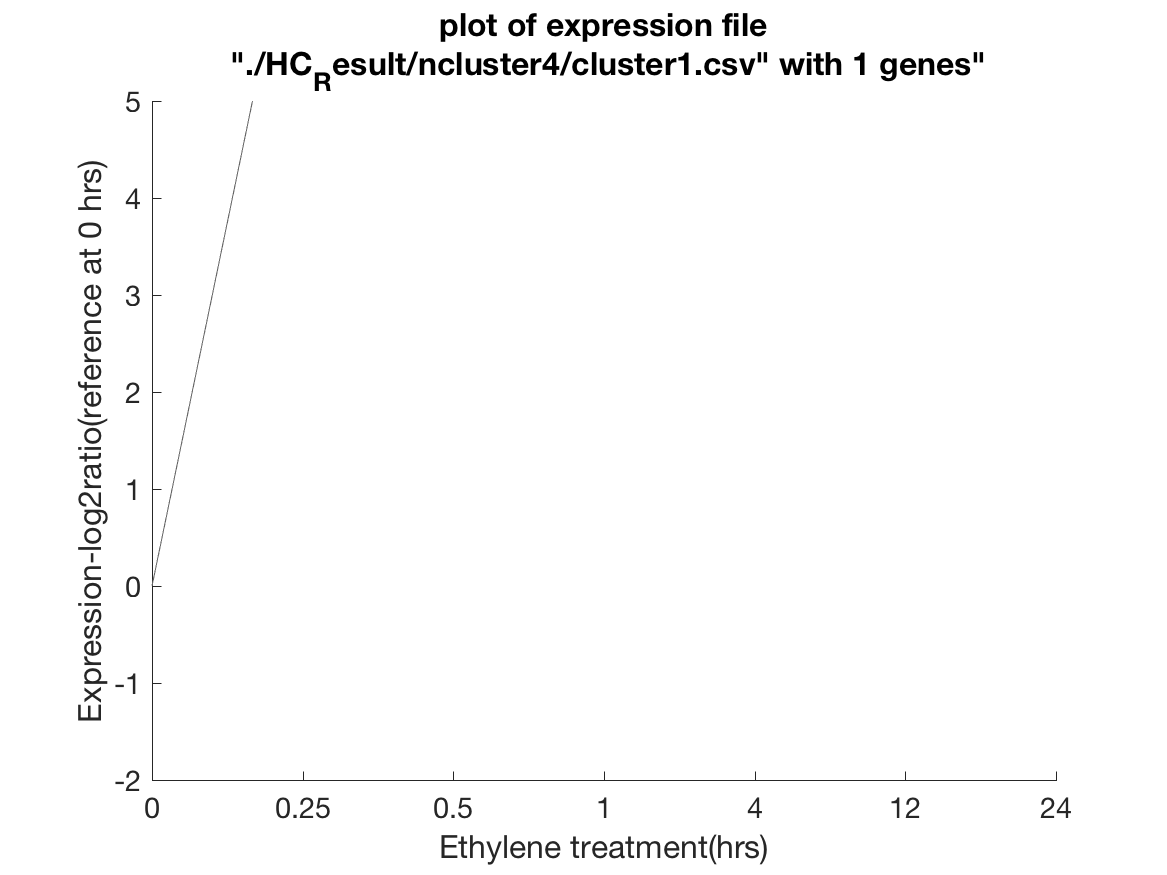 plot of expression file
"./HC_Result/ncluster4/cluster1.csv" with 1 genes"
5
4
3
2
1
0
-1
-2
Expression-log2ratio(reference at 0 hrs)
0 0.25 0.5 1 4 12 24
Ethylene treatment(hrs)